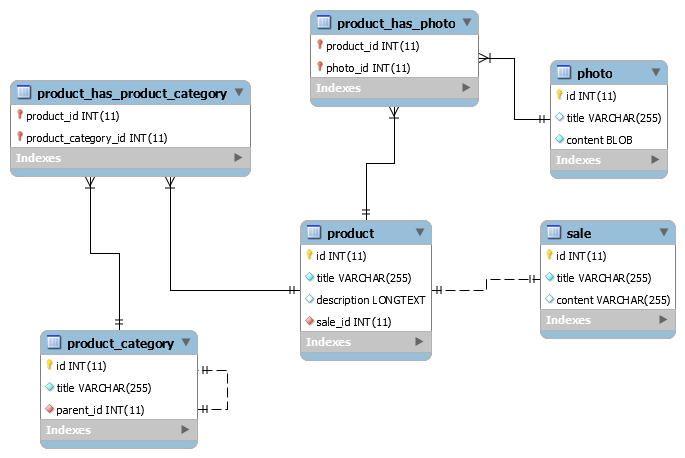 product_has_photo
product_id INT(11)
photo_id INT(11)
Indexes
photo
id INT(11)
title VARCHAR(255)
content BLOB
Indexes
product_has_product_category
product_id INT(11)
product_category_id INT(11)
Indexes
product
id INT(11)
title VARCHAR(255)
description LONGTEXT
sale_id INT(11)
Indexes
sale
id INT(11)
title VARCHAR(255)
content VARCHAR(255)
Indexes
product_category
id INT(11)
title VARCHAR(255)
parent_id INT(11)
Indexes